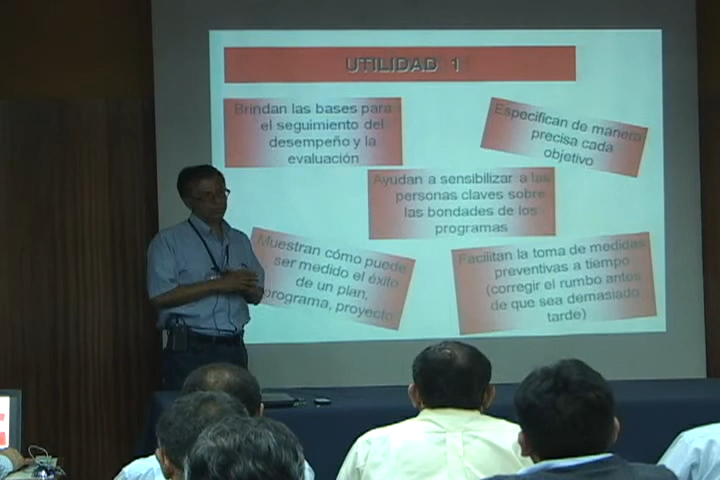 UTILIDAD 1
Brindan las bases para
el seguimiento del
desempeño y la
evaluación
Especifican de manera
precisa cada
objetivo
Ayudan a sensibilizar a las
personas claves sobre
las bondades de los
programas
Muestran cómo puede
ser medido el éxito
de un plan,
programa, proyecto
Facilitan la toma de medidas
preventivas a tiempo
(corregir el rumbo antes
de que sea demasiado
tarde)